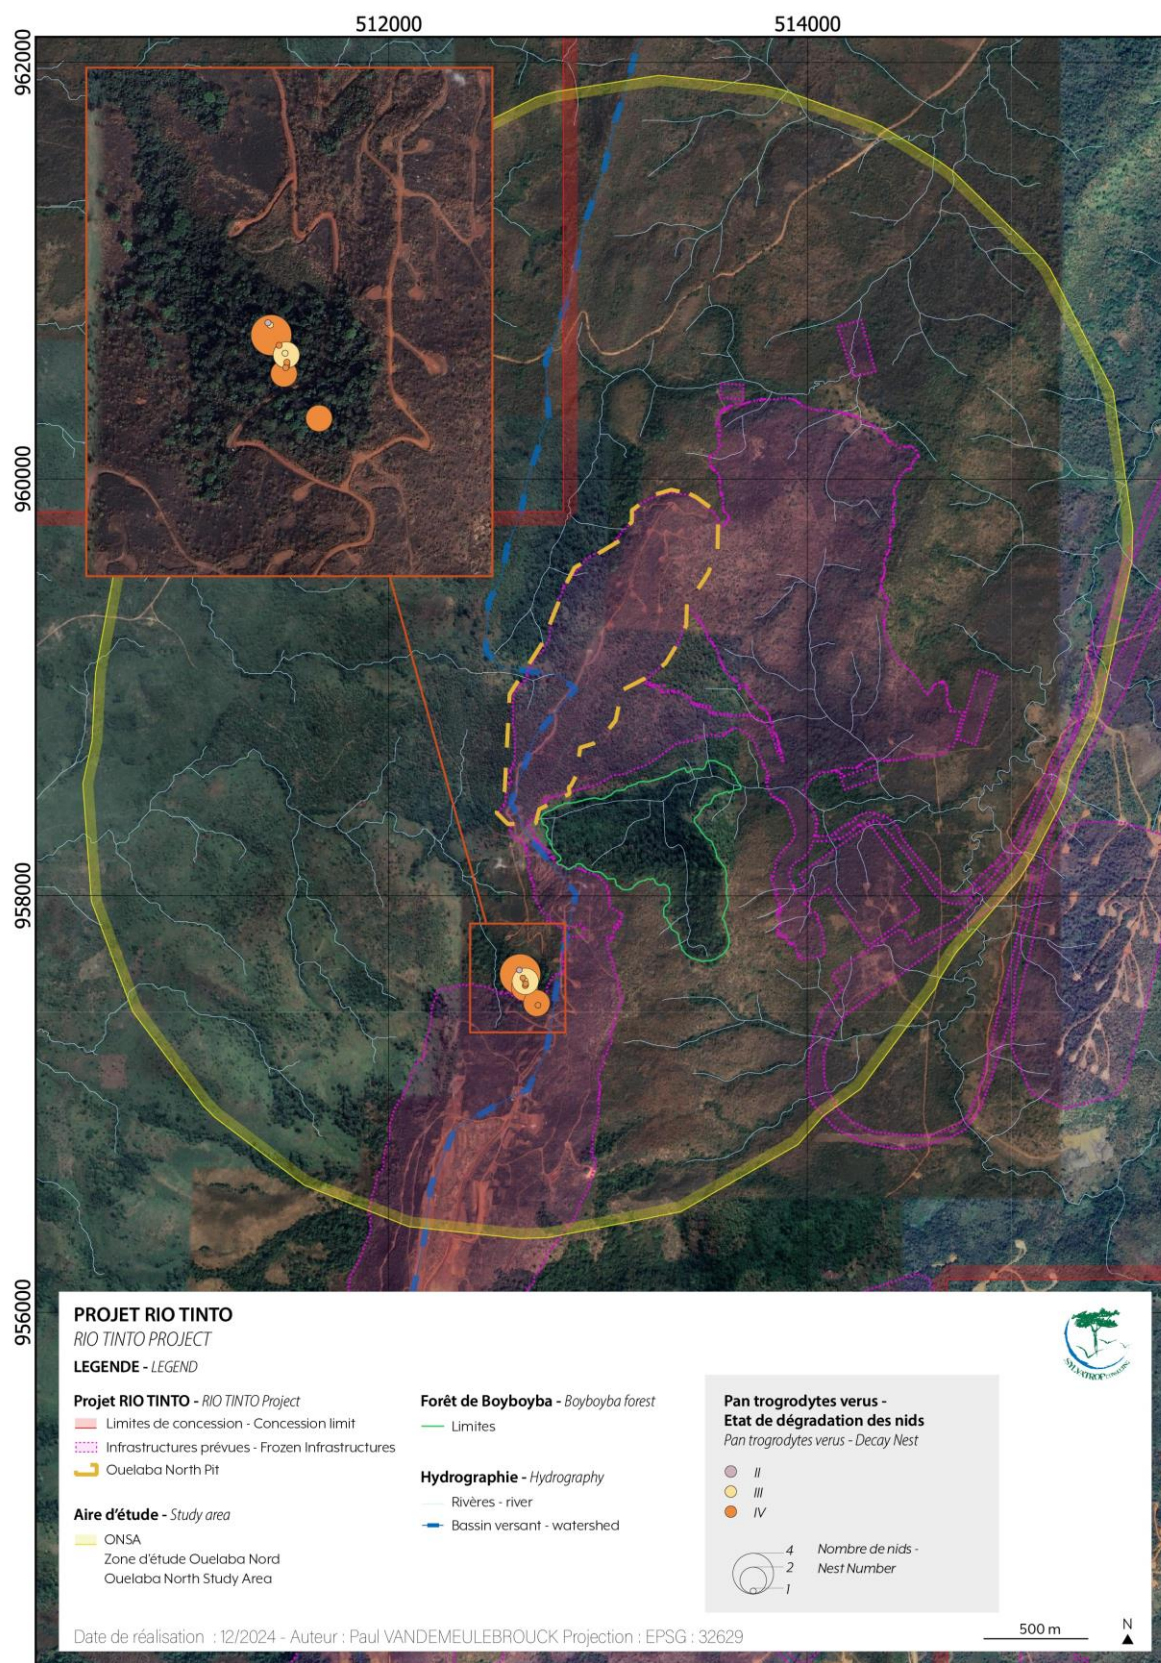 512000
514000
962000
960000
958000
956000
PROJET RIO TINTO
RIO TINTO PROJECT
LEGENDE - LEGEND
Projet RIO TINTO - RIO TINTO Project
Limites de concession - Concession limit
Infrastructures prévues - Frozen Infrastructures
Ouelaba North Pit
Aire d'étude - Study area
ONSA
Zone d'étude Ouelaba Nord
Ouelaba North Study Area
Forêt de Boyboyba - Boyboyba forest
Limites
Hydrographie - Hydrography
Rivères - river
Bassin versant - watershed
Pan trogrodytes verus -
Etat de dégradation des nids
Pan trogrodytes verus - Decay Nest
II
III
IV
4
2
1
Nombre de nids -
Nest Number
SYLVATROP CONSULTING
500 m
N
Date de réalisation : 12/2024 - Auteur : Paul VANDEMEULEBROUCK Projection : EPSG : 32629